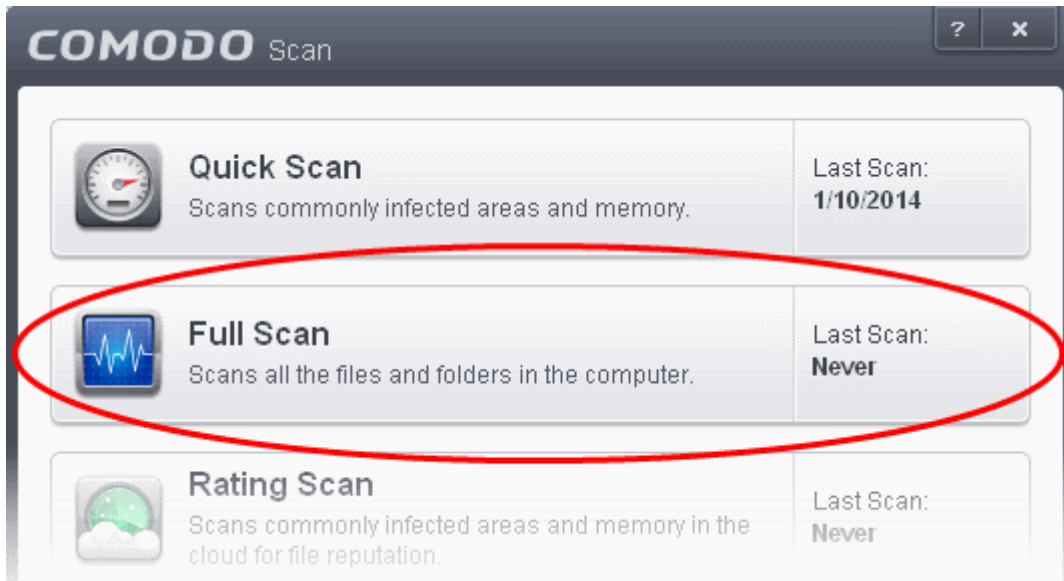 COMODO Scan
? x
Quick Scan
Scans commonly infected areas and memory.
Last Scan:
1/10/2014
Full Scan
Scans all the files and folders in the computer.
Last Scan:
Never
Rating Scan
Scans commonly infected areas and memory in the
cloud for file reputation.
Last Scan:
Never